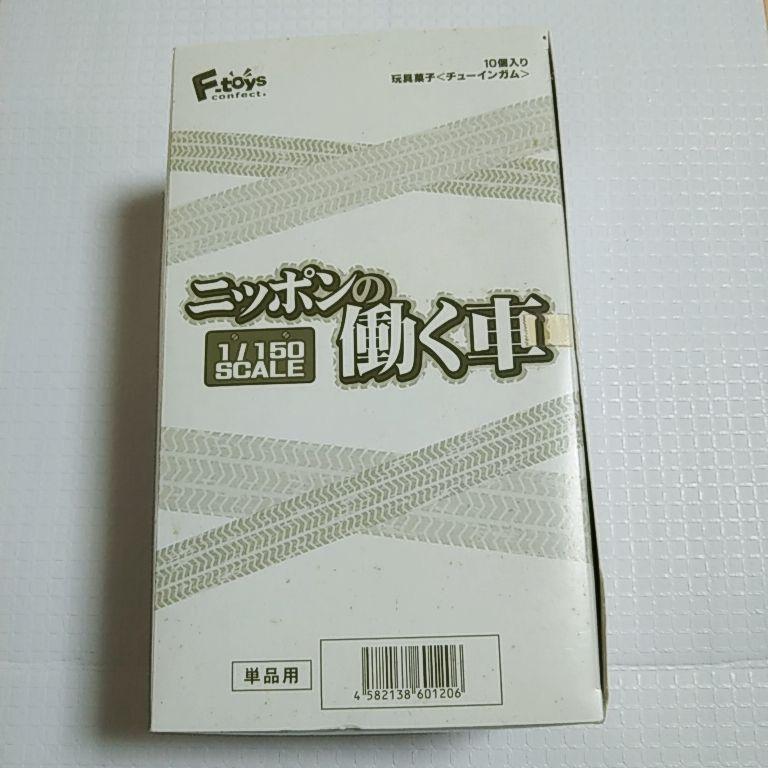 F-toys
confect.
10個入り
玩具菓子<チューインガム>
ニッポンの
働く車
1/150
SCALE
単品用
4 582138 601206